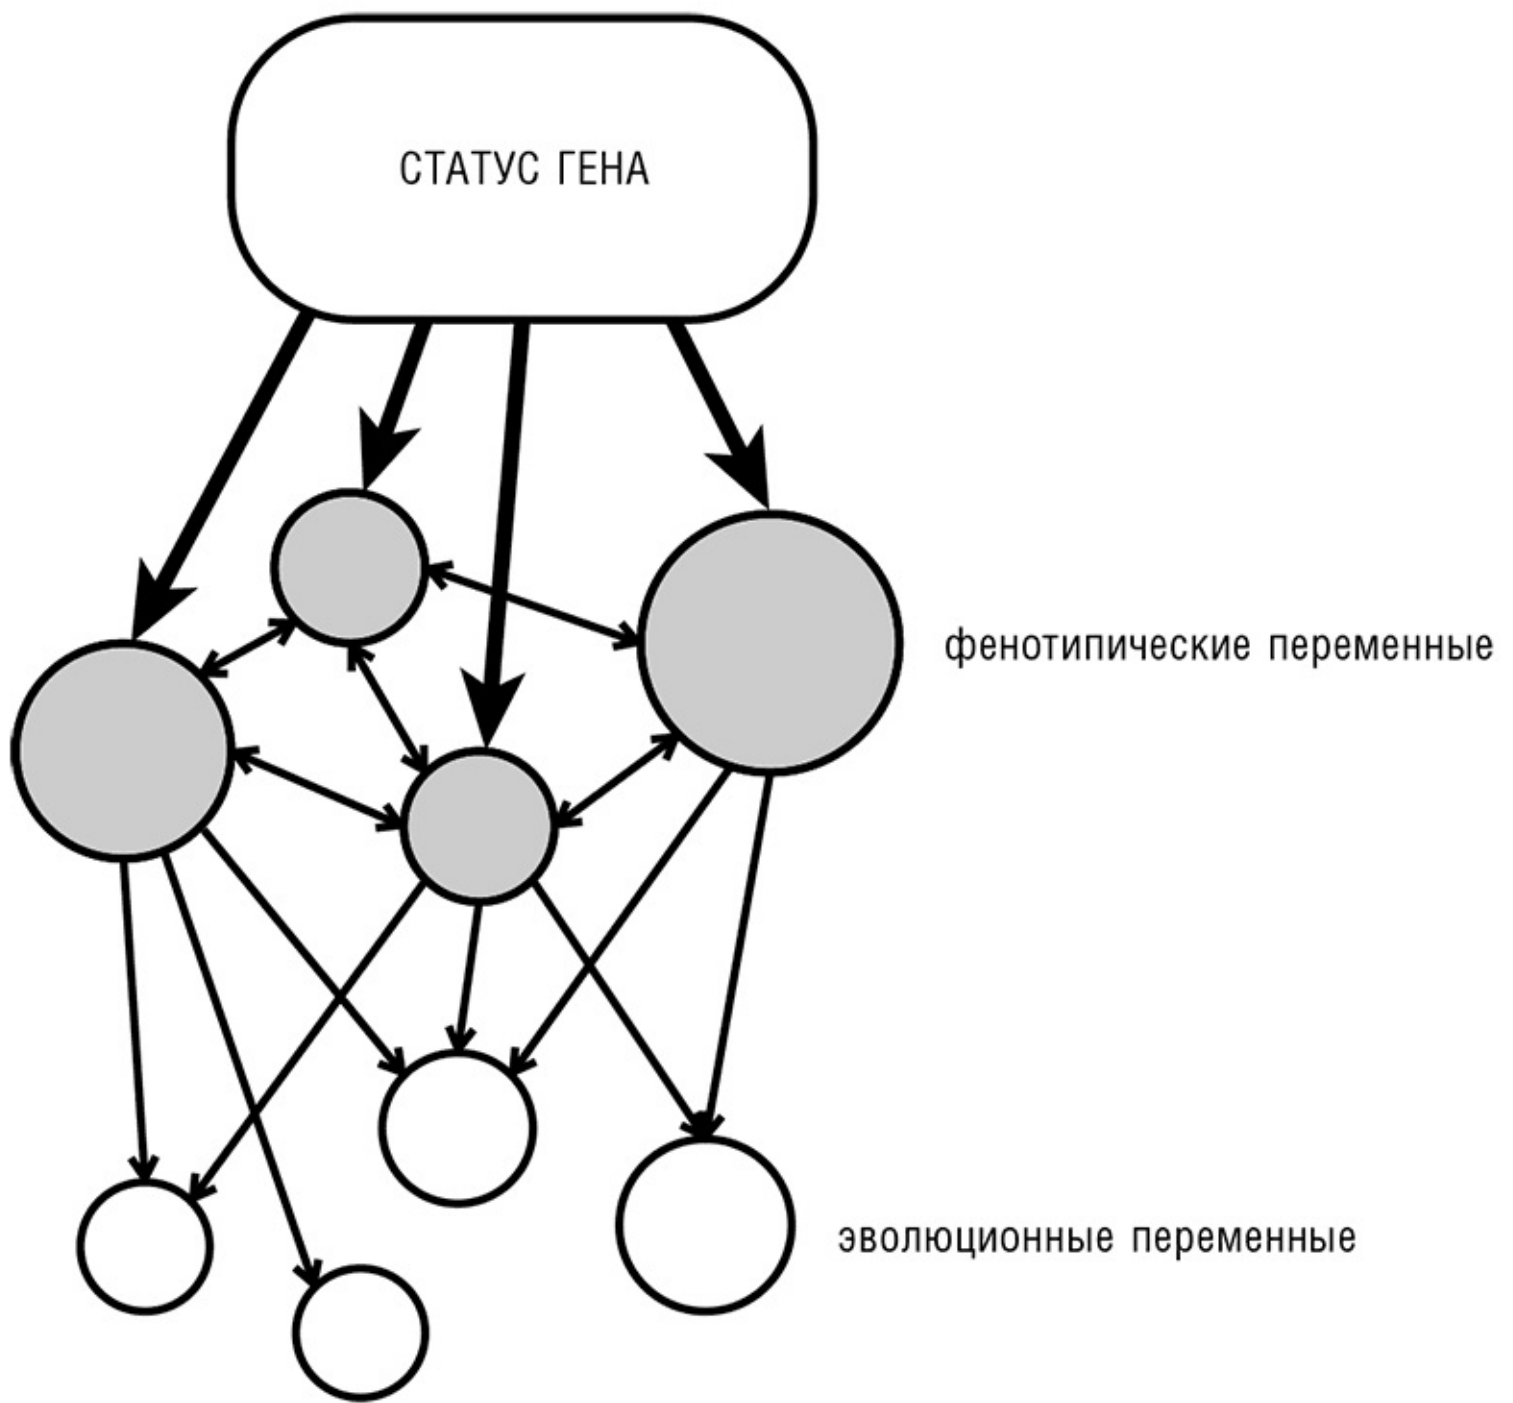 СТАТУС ГЕНА
фенотипические переменные
эволюционные переменные